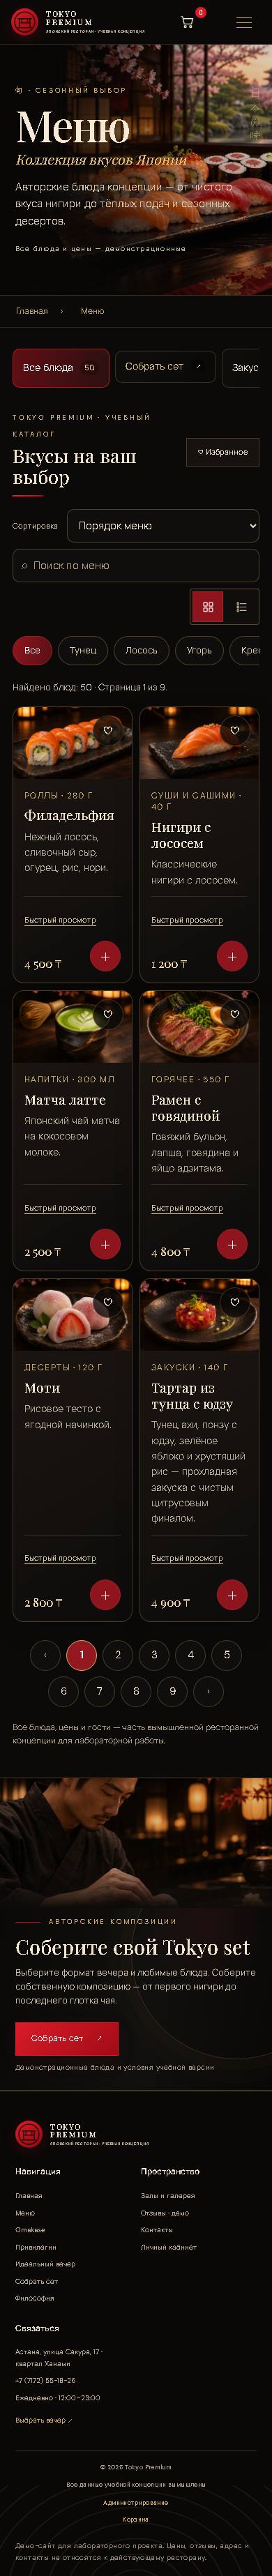 TOKYO
PREMIUM
ЯПОНСКИЙ РЕСТОРАН · УЧЕБНАЯ КОНЦЕПЦИЯ
0
旬 · СЕЗОННЫЙ ВЫБОР
Меню
Коллекция вкусов Японии
Авторские блюда концепции — от чистого
вкуса нигири до тёплых подач и сезонных
десертов.
Все блюда и цены — демонстрационные
Главная › Меню
Все блюда 50
Собрать сет ↗
Закус
TOKYO PREMIUM · УЧЕБНЫЙ
КАТАЛОГ
Вкусы на ваш
выбор
♡ Избранное
Сортировка
Порядок меню
Поиск по меню
Все
Тунец
Лосось
Угорь
Кре
Найдено блюд: 50 · Страница 1 из 9.
РОЛЛЫ · 280 Г
Филадельфия
Нежный лосось,
сливочный сыр,
огурец, рис, нори.
Быстрый просмотр
4 500 ₸
+
СУШИ И САШИМИ ·
40 Г
Нигири с
лососем
Классические
нигири с лососем.
Быстрый просмотр
1 200 ₸
+
НАПИТКИ · 300 МЛ
Матча латте
Японский чай матча
на кокосовом
молоке.
Быстрый просмотр
2 500 ₸
+
ГОРЯЧЕЕ · 550 Г
Рамен с
говядиной
Говяжий бульон,
лапша, говядина и
яйцо адзитама.
Быстрый просмотр
4 800 ₸
+
ДЕСЕРТЫ · 120 Г
Моти
Рисовое тесто с
ягодной начинкой.
Быстрый просмотр
2 800 ₸
+
ЗАКУСКИ · 140 Г
Тартар из
тунца с юдзу
Тунец ахи, понзу с
юдзу, зелёное
яблоко и хрустящий
рис — прохладная
закуска с чистым
цитрусовым
финалом.
Быстрый просмотр
4 900 ₸
+
‹ 1 2 3 4 5
6 7 8 9 ›
Все блюда, цены и гости — часть вымышленной ресторанной
концепции для лабораторной работы.
АВТОРСКИЕ КОМПОЗИЦИИ
Соберите свой Tokyo set
Выберите формат вечера и любимые блюда. Соберите
собственную композицию — от первого нигири до
последнего глотка чая.
Собрать сет ↗
Демонстрационные блюда и условия учебной версии
TOKYO
PREMIUM
ЯПОНСКИЙ РЕСТОРАН · УЧЕБНАЯ КОНЦЕПЦИЯ
Навигация
Главная
Меню
Омакасе
Привилегии
Идеальный вечер
Собрать сет
Философия
Пространство
Залы и галерея
Отзывы · демо
Контакты
Личный кабинет
Связаться
Астана, улица Сакура, 17 ·
квартал Ханами
+7 (7172) 55-18-26
Ежедневно · 12:00–23:00
Выбрать вечер ↗
© 2026 Tokyo Premium
Все данные учебной концепции вымышлены
Администрирование
Корзина
Демо-сайт для лабораторного проекта. Цены, отзывы, адрес и
контакты не относятся к действующему ресторану.